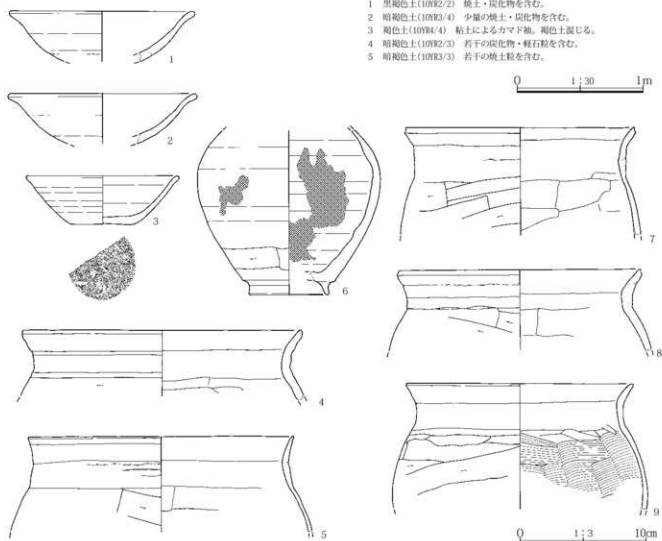 1 黒褐色土(10YR2/2) 焼土・炭化物を含む。
2 暗褐色土(10YR3/4) 少量の焼土・炭化物を含む。
3 褐色土(10YR4/4) 粘土によるカマド袖。褐色土混じる。
4 暗褐色土(10YR2/3) 若干の炭化物・軽石粒を含む。
5 暗褐色土(10YR3/3) 若干の焼土粒を含む。
0 1:30 1m
1
2
3
6
7
8
4
5
9
0 1:3 10cm